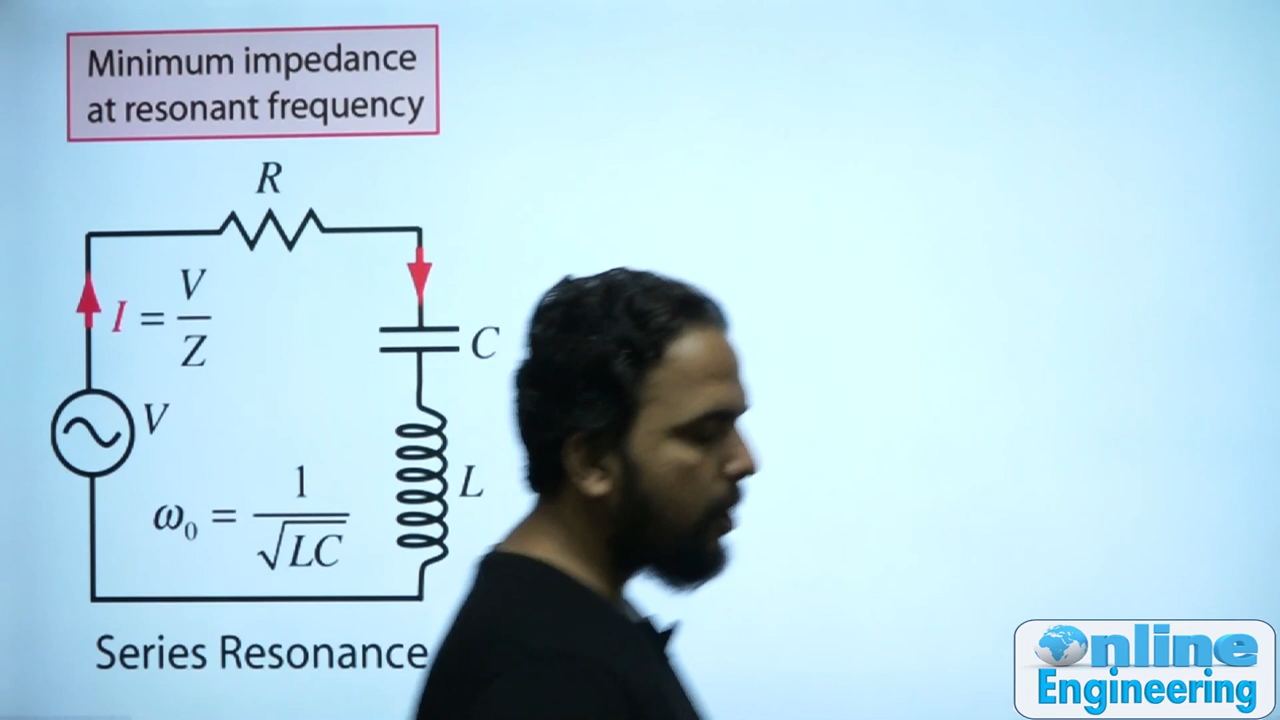 Minimum impedance
at resonant frequency
R
I = V/Z
C
V
L
ω₀ = 1/√LC
Series Resonance
Online
Engineering